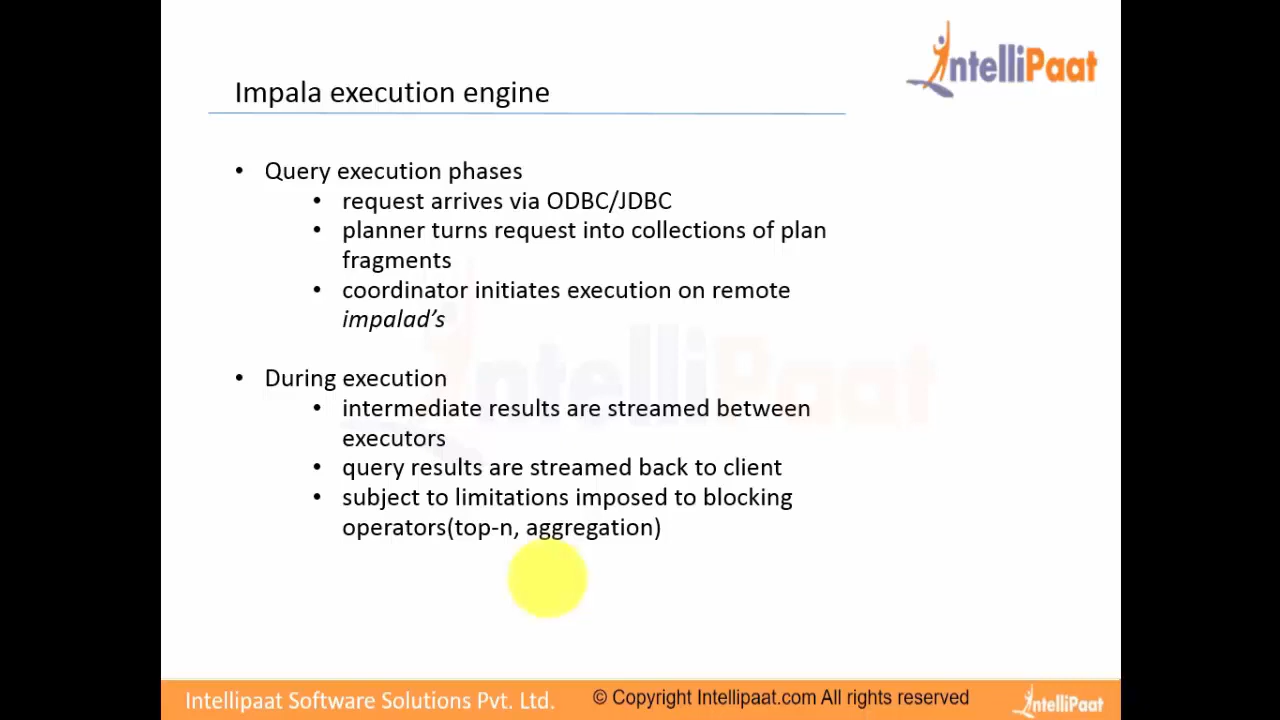 IntelliPaat
Impala execution engine
• Query execution phases
• request arrives via ODBC/JDBC
• planner turns request into collections of plan
fragments
• coordinator initiates execution on remote
impalad’s
• During execution
• intermediate results are streamed between
executors
• query results are streamed back to client
• subject to limitations imposed to blocking
operators(top-n, aggregation)
IntelliPaat
Intellipaat Software Solutions Pvt. Ltd.
© Copyright Intellipaat.com All rights reserved
IntelliPaat